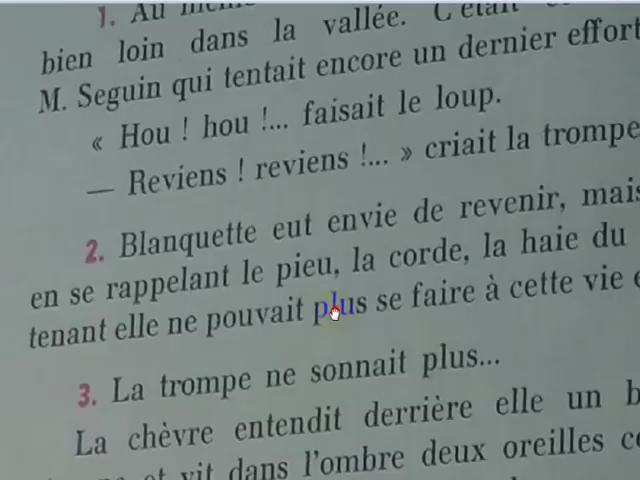 1. Au
bien loin dans la vallée. C'était
M. Seguin qui tentait encore un dernier effort
« Hou ! hou !... faisait le loup.
— Reviens ! reviens !... » criait la trompe
2. Blanquette eut envie de revenir, mais
en se rappelant le pieu, la corde, la haie du
tenant elle ne pouvait plus se faire à cette vie
3. La trompe ne sonnait plus...
La chèvre entendit derrière elle un
et vit dans l'ombre deux oreilles